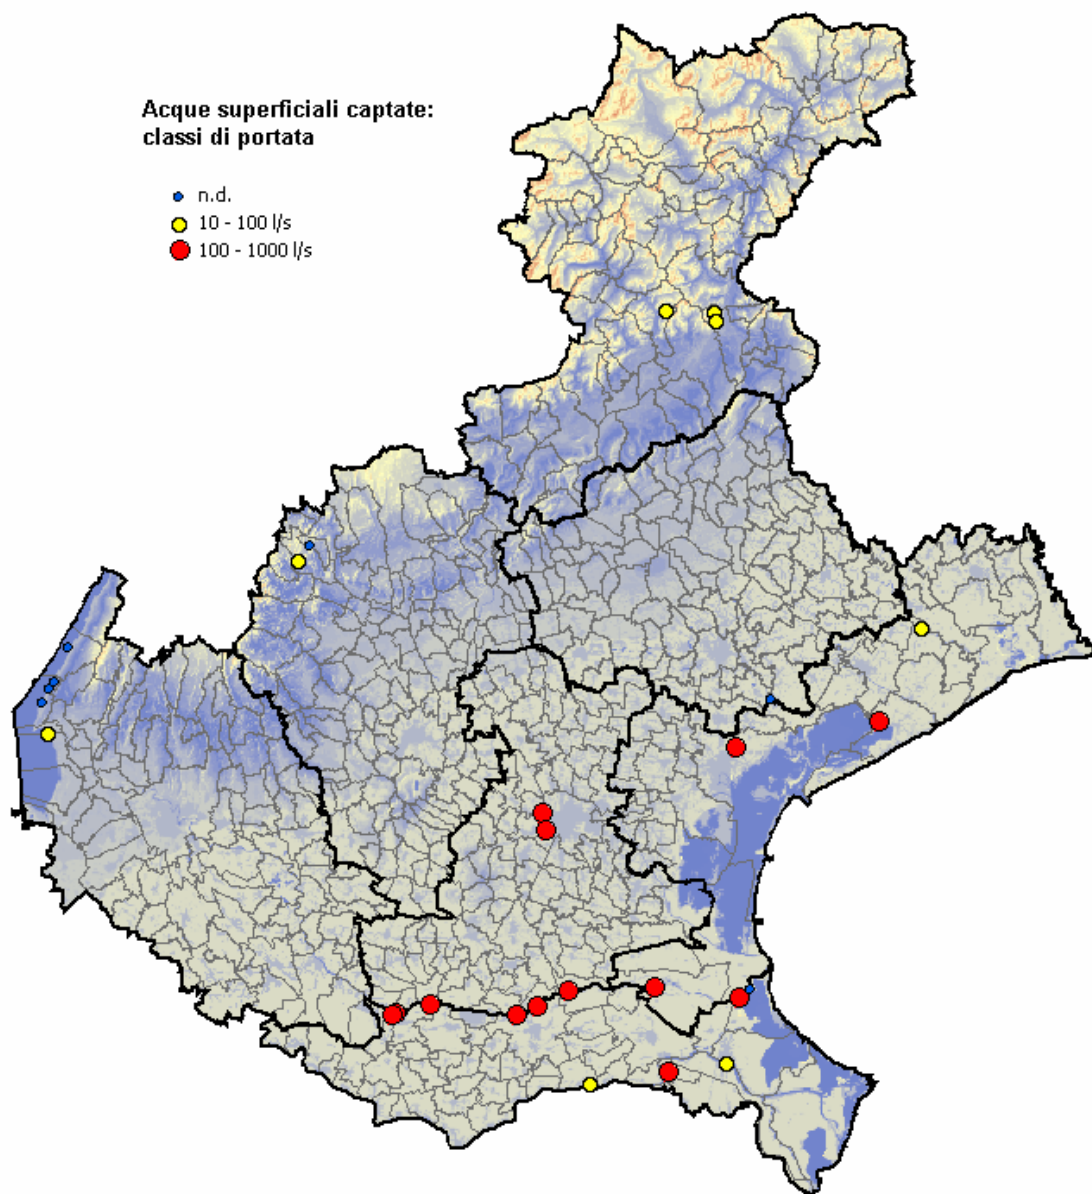 Acque superficiali captate:
classi di portata
n.d.
10 - 100 l/s
100 - 1000 l/s